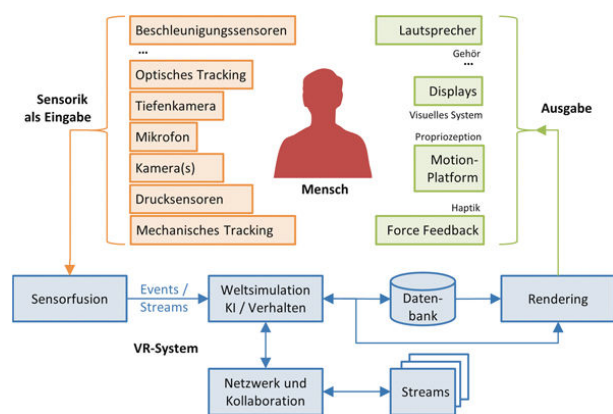 Beschleunigungssensoren
...
Optisches Tracking
Tiefenkamera
Mikrofon
Kamera(s)
Drucksensoren
Mechanisches Tracking
Sensorik
als Eingabe
Mensch
Lautsprecher
Gehör
...
Displays
Visuelles System
Propriozeption
Motion-
Platform
Haptik
Force Feedback
Ausgabe
Sensorfusion
Events /
Streams
Weltsimulation
KI / Verhalten
Daten-
bank
Rendering
VR-System
Netzwerk und
Kollaboration
Streams